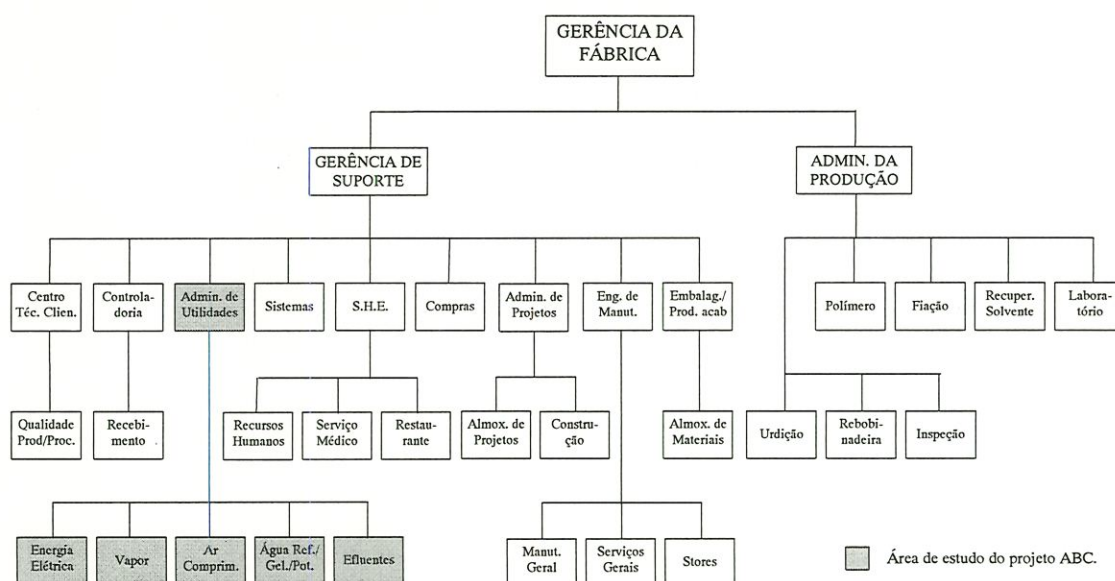 GERÊNCIA DA
FÁBRICA
GERÊNCIA DE
SUPORTE
ADMIN. DA
PRODUÇÃO
Centro
Téc. Clien.
Controla-
doria
Admin. de
Utilidades
Sistemas
S.H.E.
Compras
Admin. de
Projetos
Eng. de
Manut.
Embalag./
Prod. acab
Polímero
Fiação
Recuper.
Solvente
Labora-
tório
Qualidade
Prod/Proc.
Recebi-
mento
Recursos
Humanos
Serviço
Médico
Restau-
rante
Almox. de
Projetos
Constru-
ção
Almox. de
Materiais
Urdição
Rebobi-
nadeira
Inspeção
Energia
Elétrica
Vapor
Ar
Comprim.
Água Ref./
Gel./Pot.
Efluentes
Manut.
Geral
Serviços
Gerais
Stores
Área de estudo do projeto ABC.